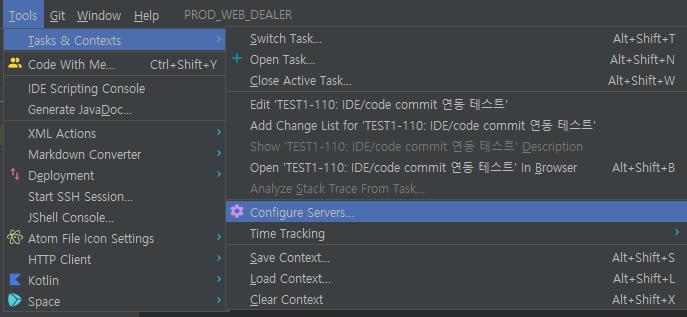 Tools Git Window Help PROD_WEB_DEALER
Tasks & Contexts
Code With Me... Ctrl+Shift+Y
IDE Scripting Console
Generate JavaDoc...
XML Actions
Markdown Converter
Deployment
Start SSH Session...
JShell Console...
Atom File Icon Settings
HTTP Client
Kotlin
Space
Switch Task... Alt+Shift+T
Open Task... Alt+Shift+N
Close Active Task... Alt+Shift+W
Edit 'TEST1-110: IDE/code commit 연동 테스트'
Add Change List for 'TEST1-110: IDE/code commit 연동 테스트'
Show 'TEST1-110: IDE/code commit 연동 테스트' Description
Open 'TEST1-110: IDE/code commit 연동 테스트' In Browser Alt+Shift+B
Analyze Stack Trace From Task...
Configure Servers...
Time Tracking
Save Context... Alt+Shift+S
Load Context... Alt+Shift+L
Clear Context Alt+Shift+X